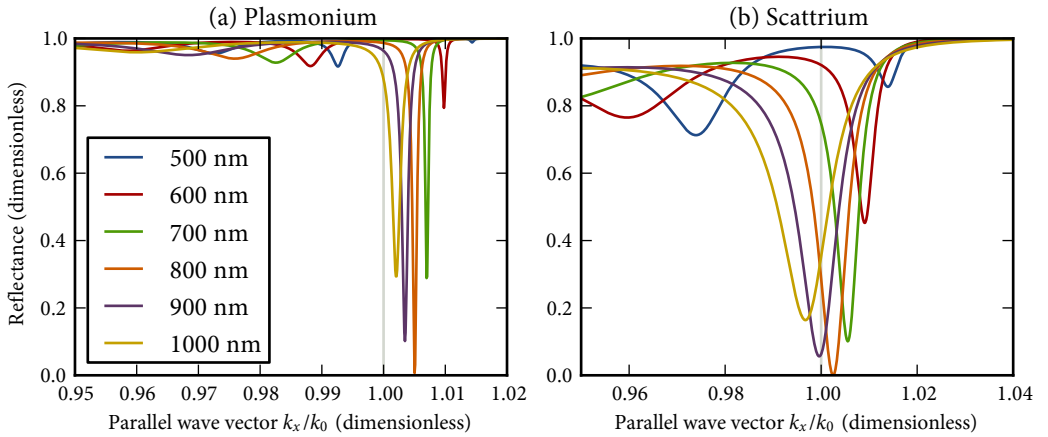 (a) Plasmonium
1.0
0.8
0.6
0.4
0.2
0.0
Reflectance (dimensionless)
500 nm
600 nm
700 nm
800 nm
900 nm
1000 nm
0.95 0.96 0.97 0.98 0.99 1.00 1.01 1.02
Parallel wave vector kₓ/k₀ (dimensionless)
(b) Scattrium
1.0
0.8
0.6
0.4
0.2
0.0
0.96 0.98 1.00 1.02 1.04
Parallel wave vector kₓ/k₀ (dimensionless)